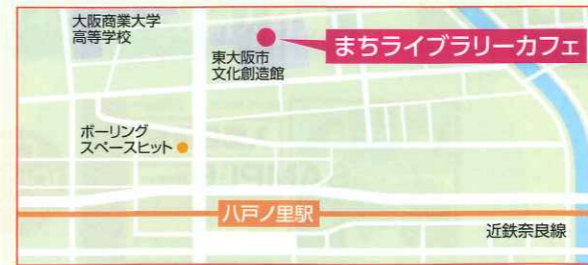 大阪商業大学
高等学校
東大阪市
文化創造館
まちライブラリーカフェ
ボーリング
スペースヒット
八戸ノ里駅
近鉄奈良線